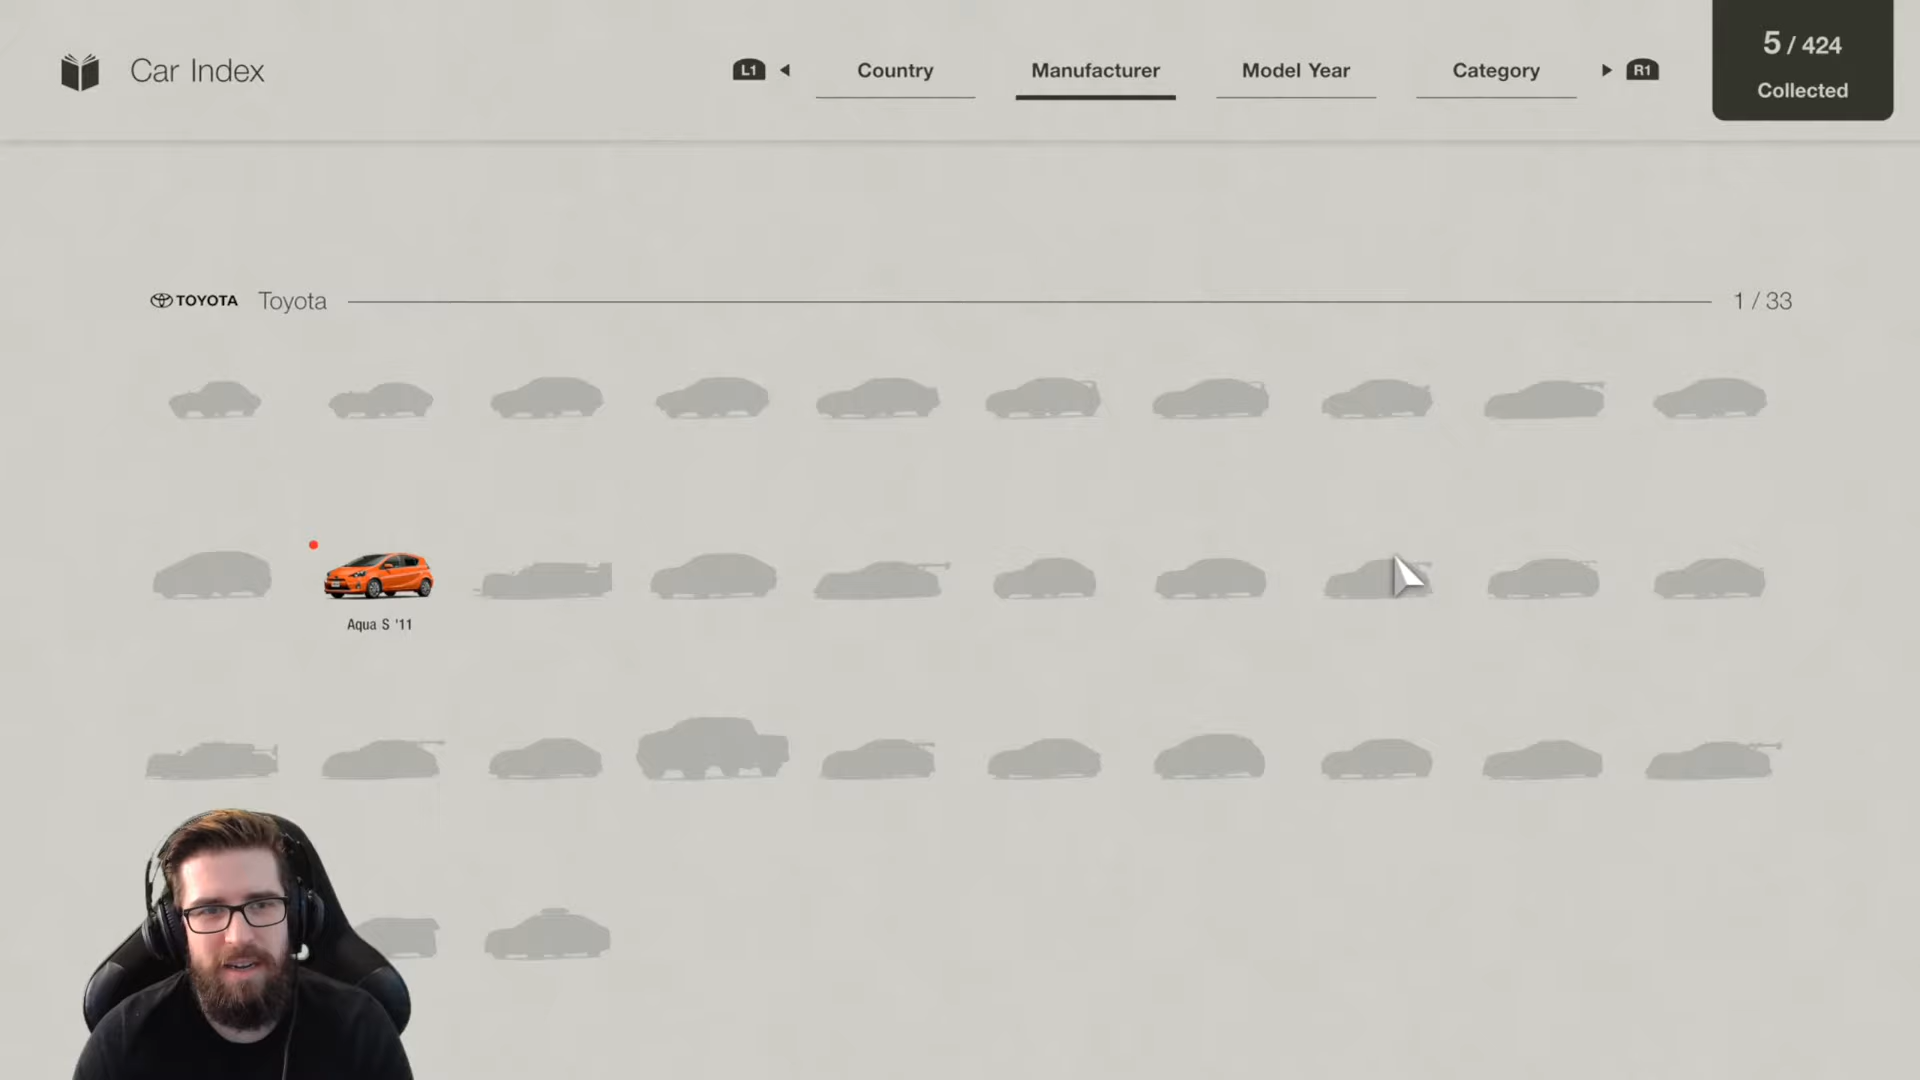 Car Index
L1
Country
Manufacturer
Model Year
Category
R1
5 / 424
Collected
TOYOTA
Toyota
1 / 33
Aqua S '11